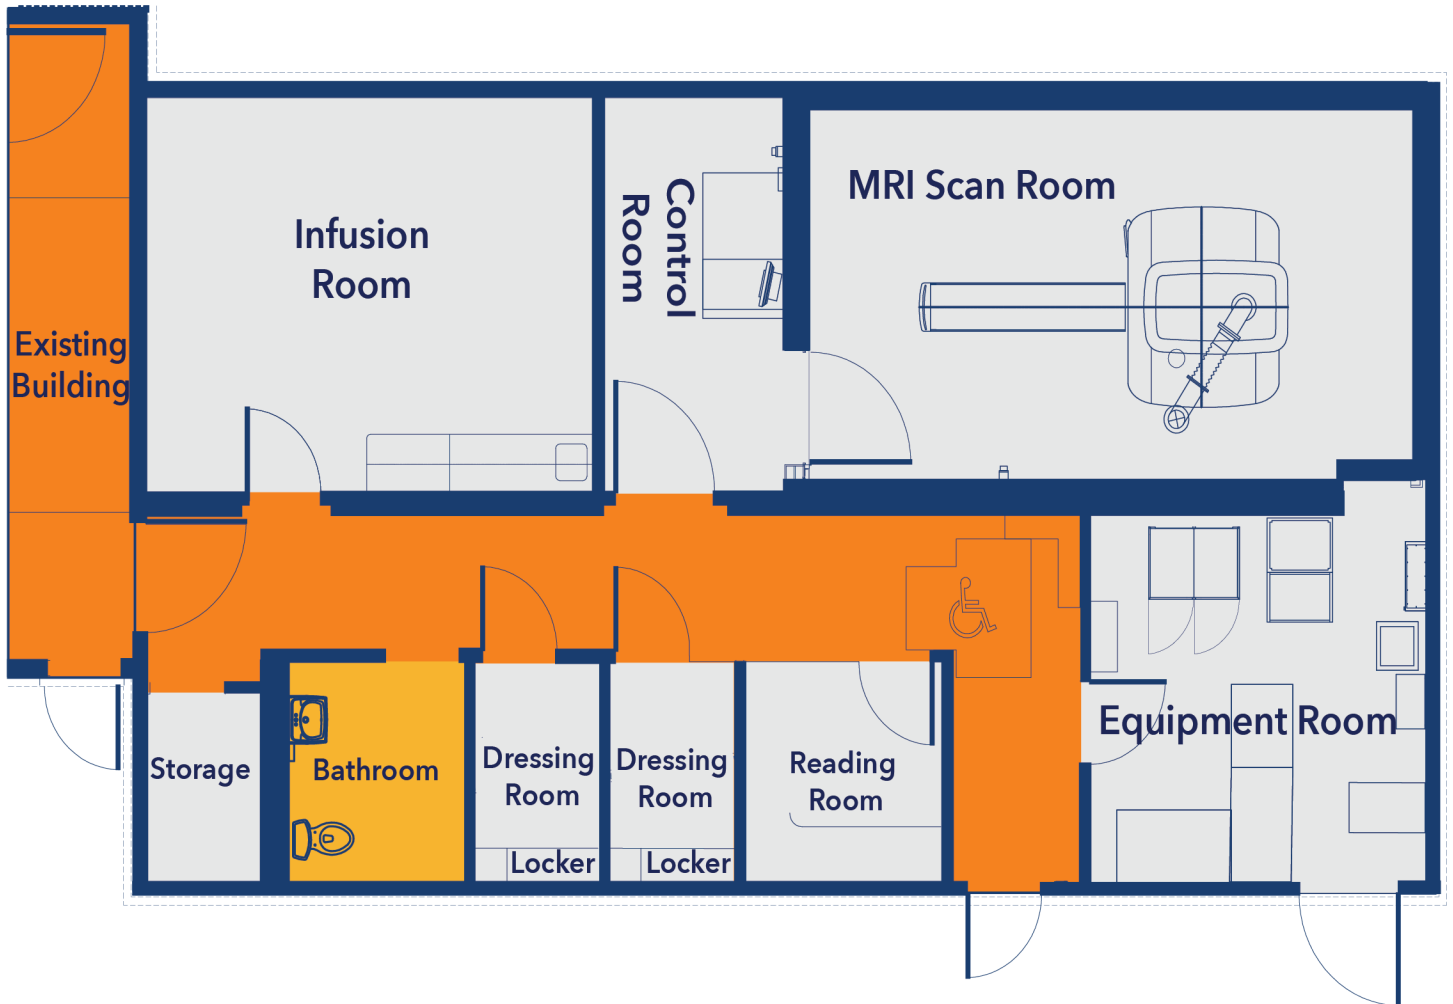 MRI Scan Room
Control
Room
Infusion
Room
Existing
Building
Equipment Room
Storage
Bathroom
Dressing
Room
Locker
Dressing
Room
Locker
Reading
Room